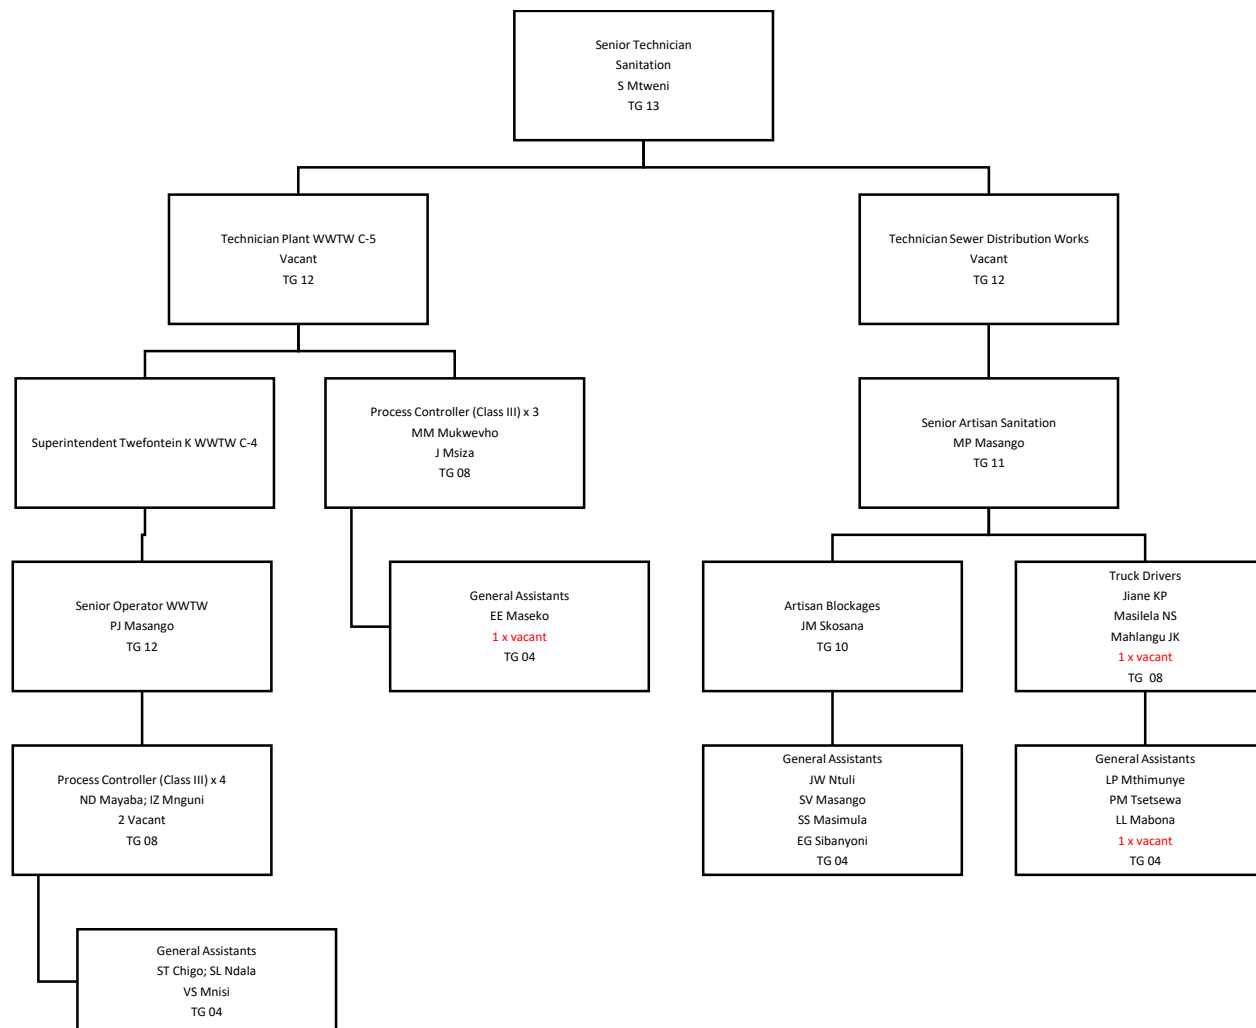 Senior Technician
Sanitation
S Mtweni
TG 13
Technician Plant WWTW C-5
Vacant
TG 12
Technician Sewer Distribution Works
Vacant
TG 12
Superintendent Twefontein K WWTW C-4
Process Controller (Class III) x 3
MM Mukwevho
J Msiza
TG 08
Senior Artisan Sanitation
MP Masango
TG 11
Senior Operator WWTW
PJ Masango
TG 12
General Assistants
EE Maseko
1 x vacant
TG 04
Artisan Blockages
JM Skosana
TG 10
Truck Drivers
Jiane KP
Masilela NS
Mahlangu JK
1 x vacant
TG 08
Process Controller (Class III) x 4
ND Mayaba; IZ Mnguni
2 Vacant
TG 08
General Assistants
JW Ntuli
SV Masango
SS Masimula
EG Sibanyoni
TG 04
General Assistants
LP Mthimunye
PM Tsetsewa
LL Mabona
1 x vacant
TG 04
General Assistants
ST Chigo; SL Ndala
VS Mnisi
TG 04